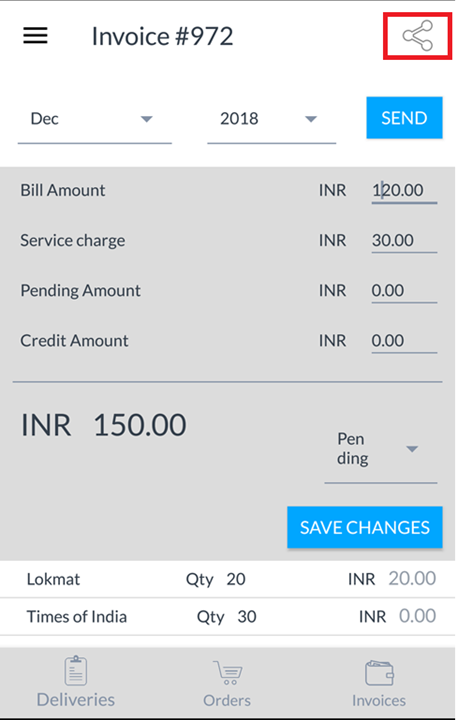 Invoice #972
Dec 2018 SEND
Bill Amount INR 120.00
Service charge INR 30.00
Pending Amount INR 0.00
Credit Amount INR 0.00
INR 150.00
Pen
ding
SAVE CHANGES
Lokmat Qty 20 INR 20.00
Times of India Qty 30 INR 0.00
Deliveries Orders Invoices